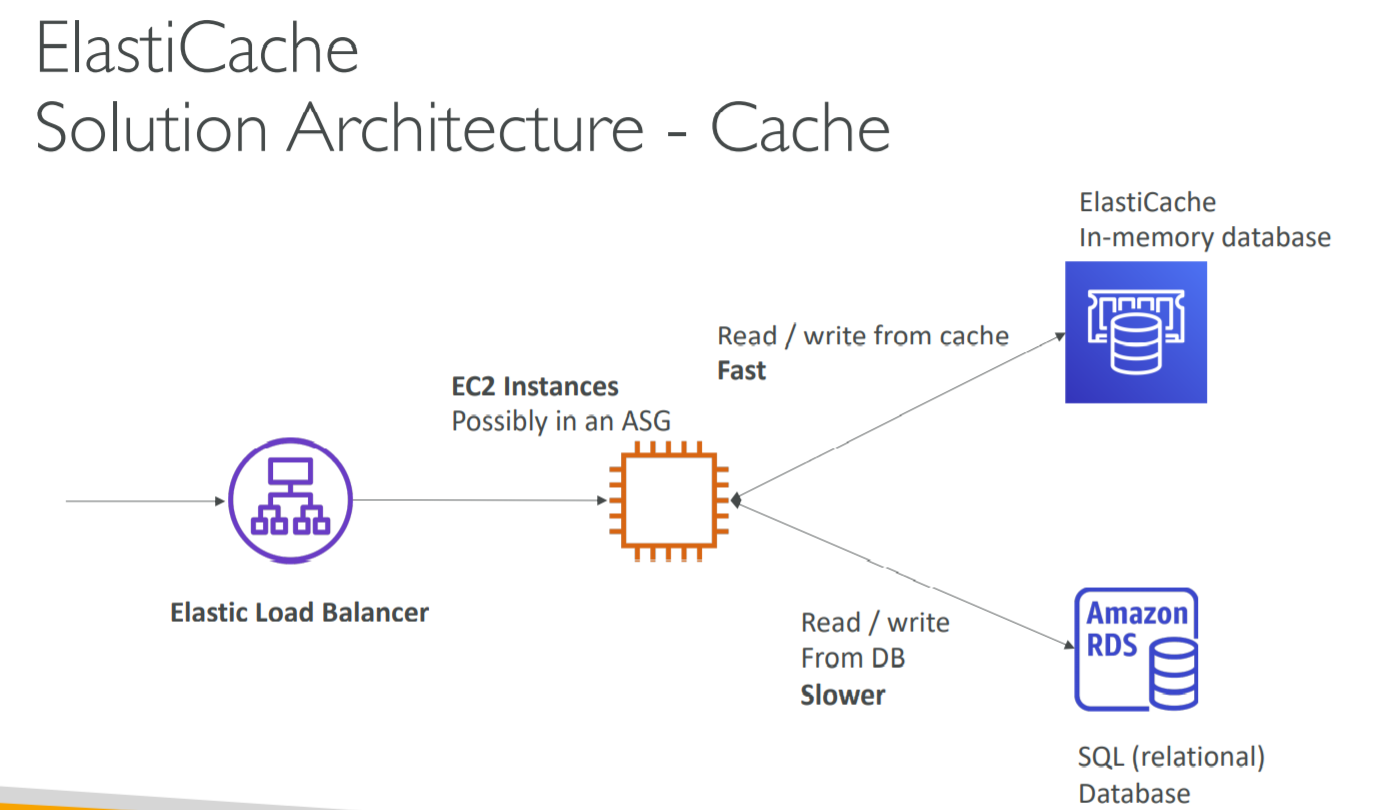 ElastiCache
Solution Architecture - Cache
ElastiCache
In-memory database
Read / write from cache
Fast
EC2 Instances
Possibly in an ASG
Elastic Load Balancer
Read / write
From DB
Slower
Amazon
RDS
SQL (relational)
Database